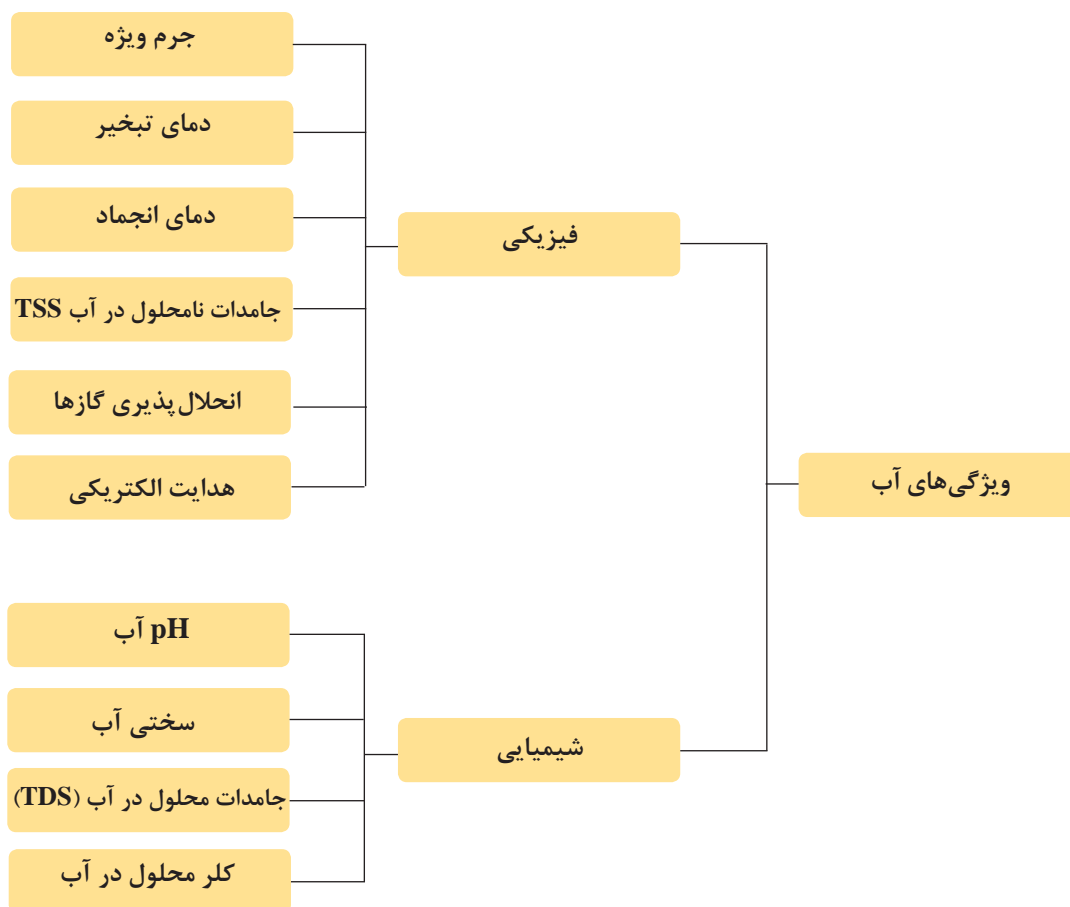 ویژگی‌های آب
فیزیکی
جرم ویژه
دمای تبخیر
دمای انجماد
جامدات نامحلول در آب TSS
انحلال‌پذیری گازها
هدایت الکتریکی
شیمیایی
pH آب
سختی آب
جامدات محلول در آب (TDS)
کلر محلول در آب